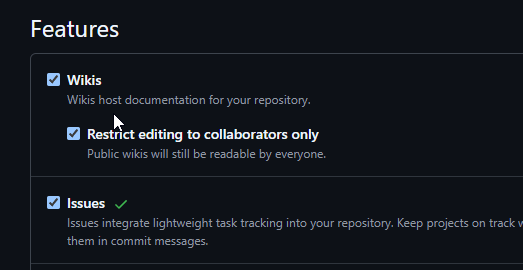 Features
Wikis
Wikis host documentation for your repository.
Restrict editing to collaborators only
Public wikis will still be readable by everyone.
Issues
Issues integrate lightweight task tracking into your repository. Keep projects on track
them in commit messages.